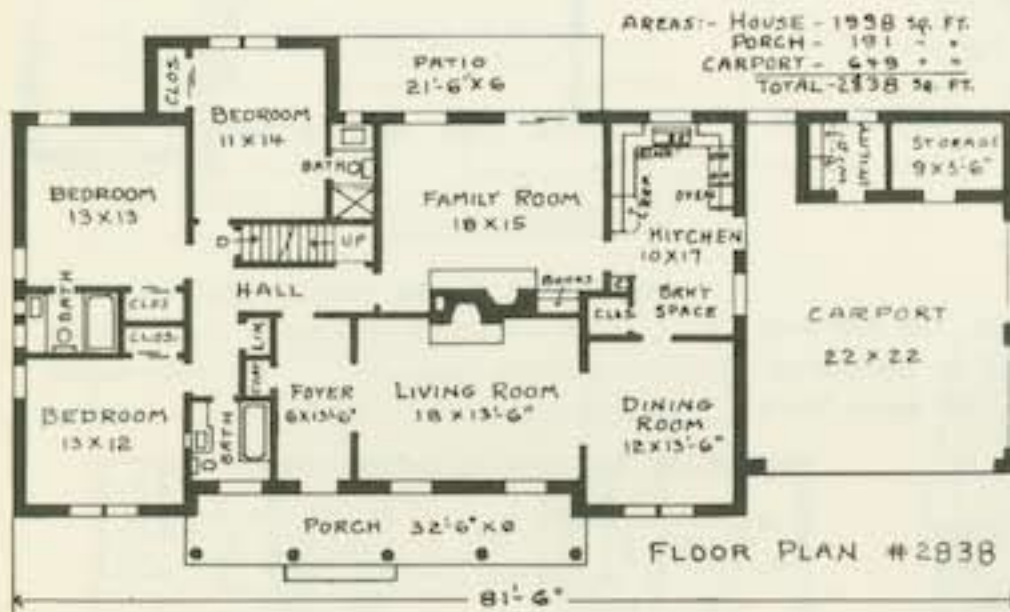 AREAS:- HOUSE - 1998 sq. FT.
PORCH - 191 " "
CARPORT - 649 " "
TOTAL - 2838 sq. FT.
PATIO
21'-6" X 6
CLOS
BEDROOM
11 X 14
BATH
BEDROOM
13 X 13
FAMILY ROOM
18 X 15
OVEN
KITCHEN
10 X 17
UTILITY
STORAGE
9 X 5'-6"
D
UP
HALL
BATH
CLOS
CLOS.
BOOKS
BRKF
SPACE
CARPORT
22 X 22
LIN
BEDROOM
13 X 12
BATH
FOYER
6 X 13'-6"
LIVING ROOM
18 X 13'-6"
DINING
ROOM
12 X 13'-6"
PORCH 32'-6" X
FLOOR PLAN #2838
81'-6"